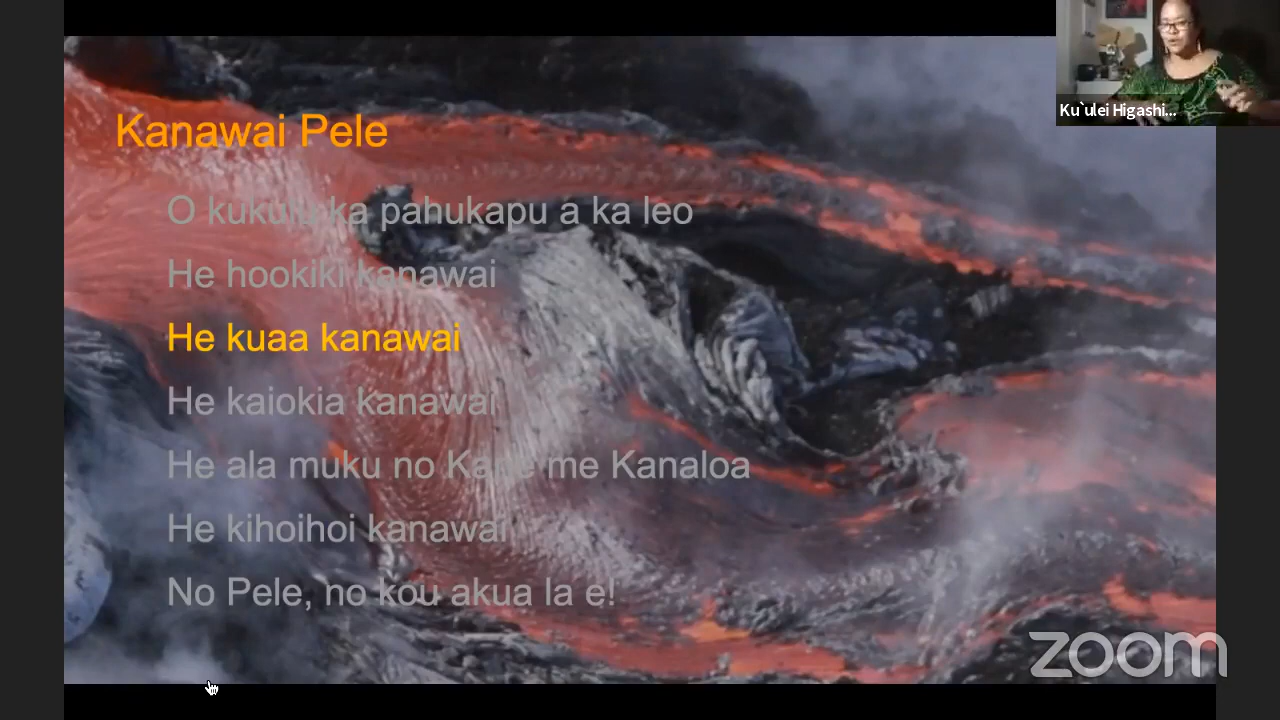 Kanawai Pele
O kukulu ka pahukapu a ka leo
He hookiki kanawai
He kuaa kanawai
He kaiokia kanawai
He ala muku no Kane me Kanaloa
He kihoihoi kanawai
No Pele, no kou akua la e!
Ku`ulei Higashi...
zoom